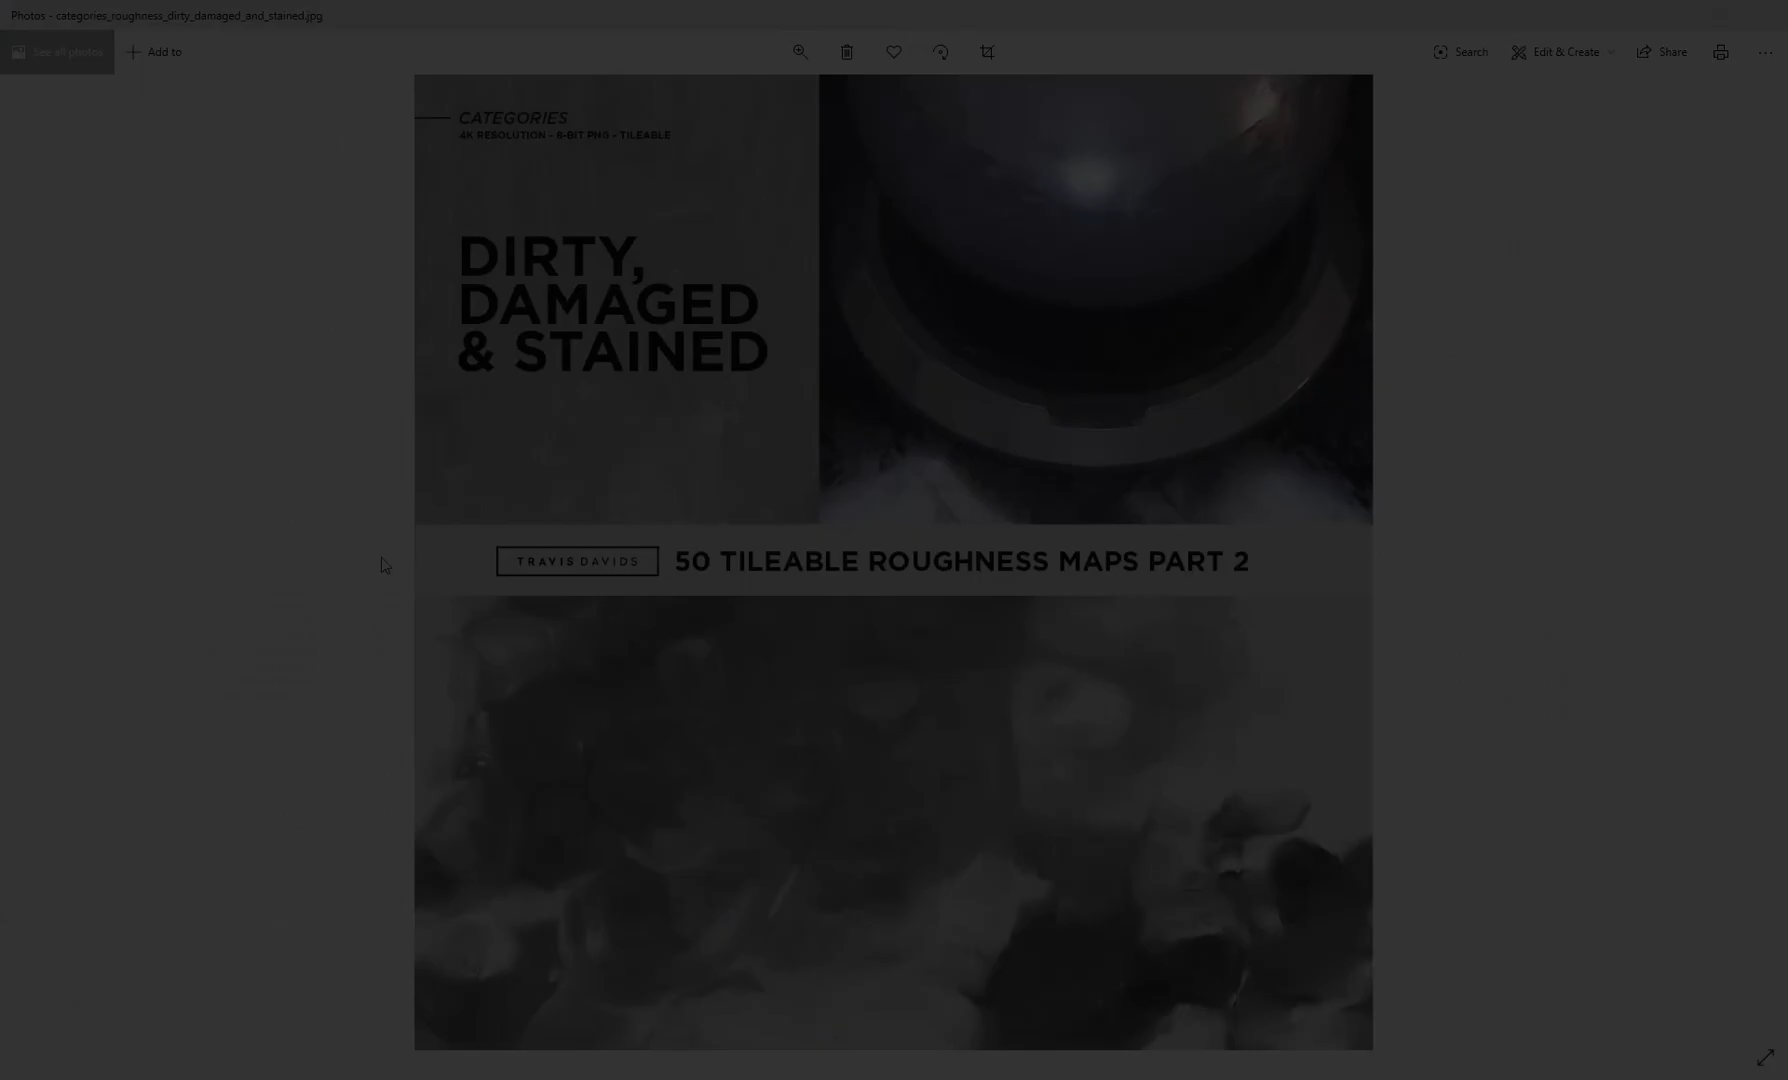 Photos - categories_roughness_dirty_damaged_and_stained.jpg
See all photos
Add to
Search
Edit & Create
Share
CATEGORIES
4K RESOLUTION - 8-BIT PNG - TILEABLE
DIRTY,
DAMAGED
& STAINED
TRAVIS DAVIDS
50 TILEABLE ROUGHNESS MAPS PART 2